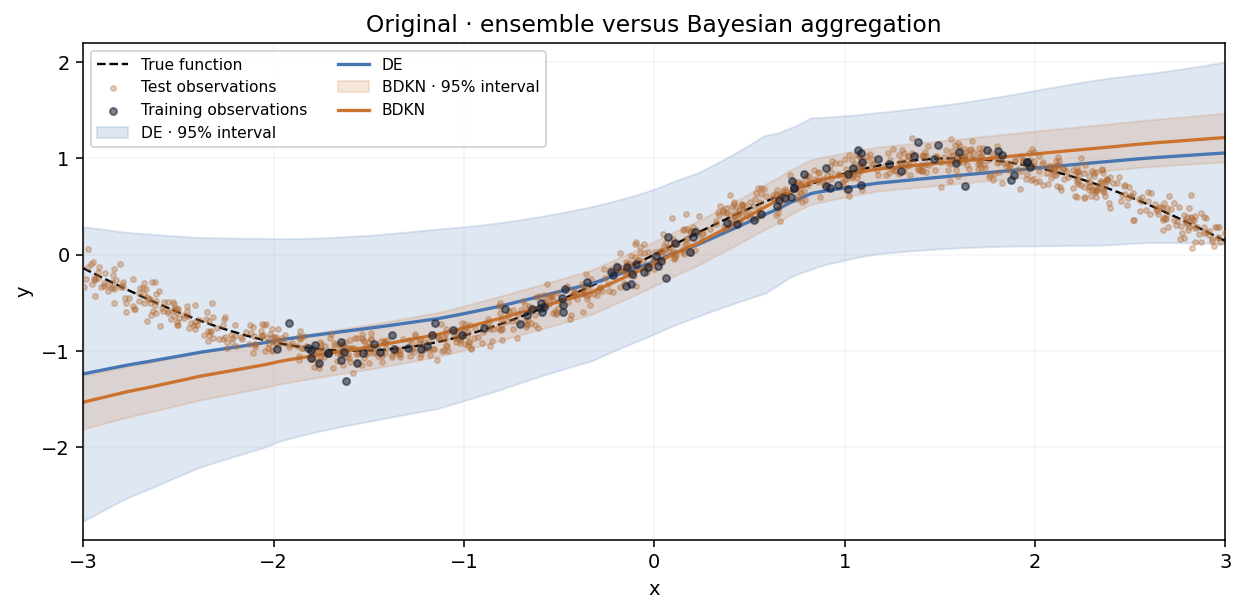 Original · ensemble versus Bayesian aggregation
True function
Test observations
Training observations
DE · 95% interval
DE
BDKN · 95% interval
BDKN
2
1
0
−1
−2
y
−3
−2
−1
0
1
2
3
x